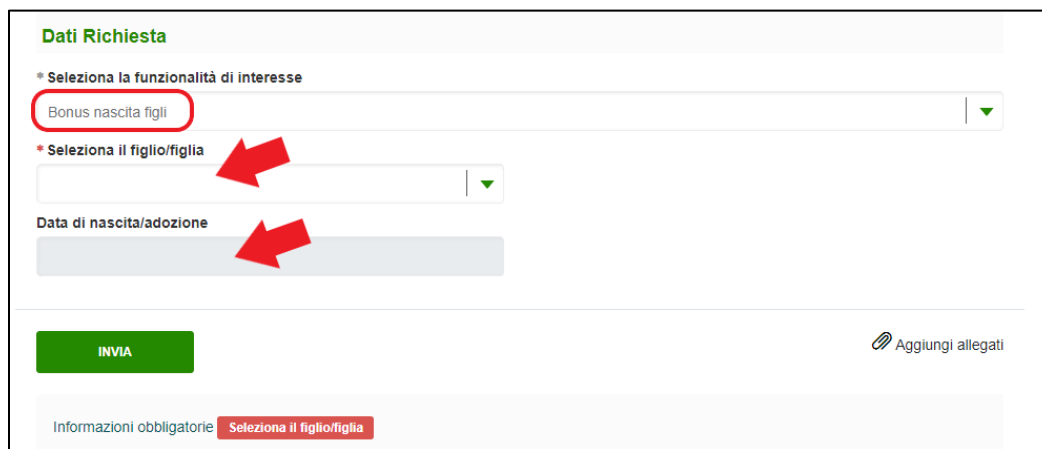 Dati Richiesta
* Seleziona la funzionalità di interesse
Bonus nascita figli
* Seleziona il figlio/figlia
Data di nascita/adozione
INVIA
Aggiungi allegati
Informazioni obbligatorie Seleziona il figlio/figlia